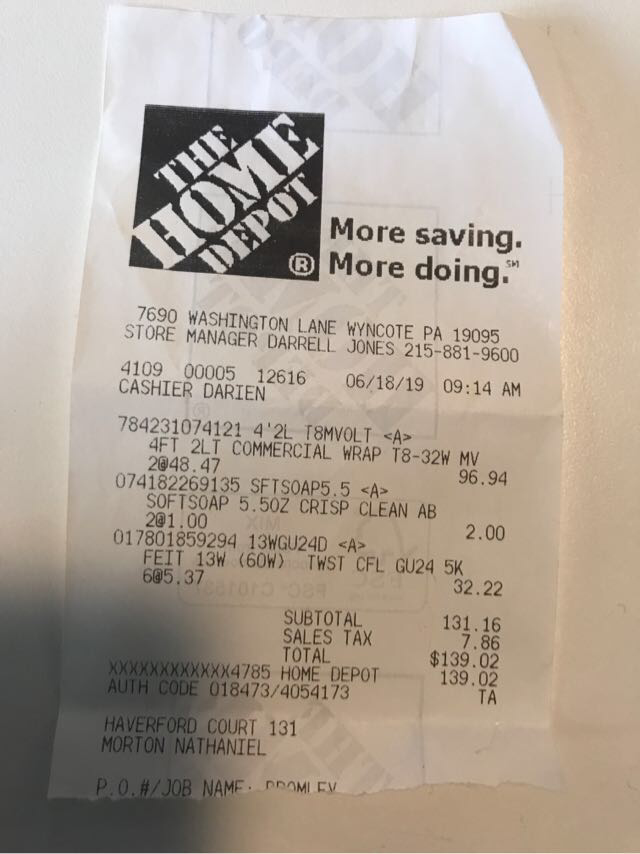 THE
HOME
DEPOT
®
More saving.
More doing.℠
7690 WASHINGTON LANE WYNCOTE PA 19095
STORE MANAGER DARRELL JONES 215-881-9600
4109 00005 12616 06/18/19 09:14 AM
CASHIER DARIEN
784231074121 4'2L T8MVOLT <A>
4FT 2LT COMMERCIAL WRAP T8-32W MV
2@48.47 96.94
074182269135 SFTSOAP5.5 <A>
SOFTSOAP 5.5OZ CRISP CLEAN AB
2@1.00 2.00
017801859294 13WGU24D <A>
FEIT 13W (60W) TWST CFL GU24 5K
6@5.37 32.22
SUBTOTAL 131.16
SALES TAX 7.86
TOTAL $139.02
XXXXXXXXXXXX4785 HOME DEPOT 139.02
AUTH CODE 018473/4054173 TA
HAVERFORD COURT 131
MORTON NATHANIEL
P.O.#/JOB NAME: BROMLEY